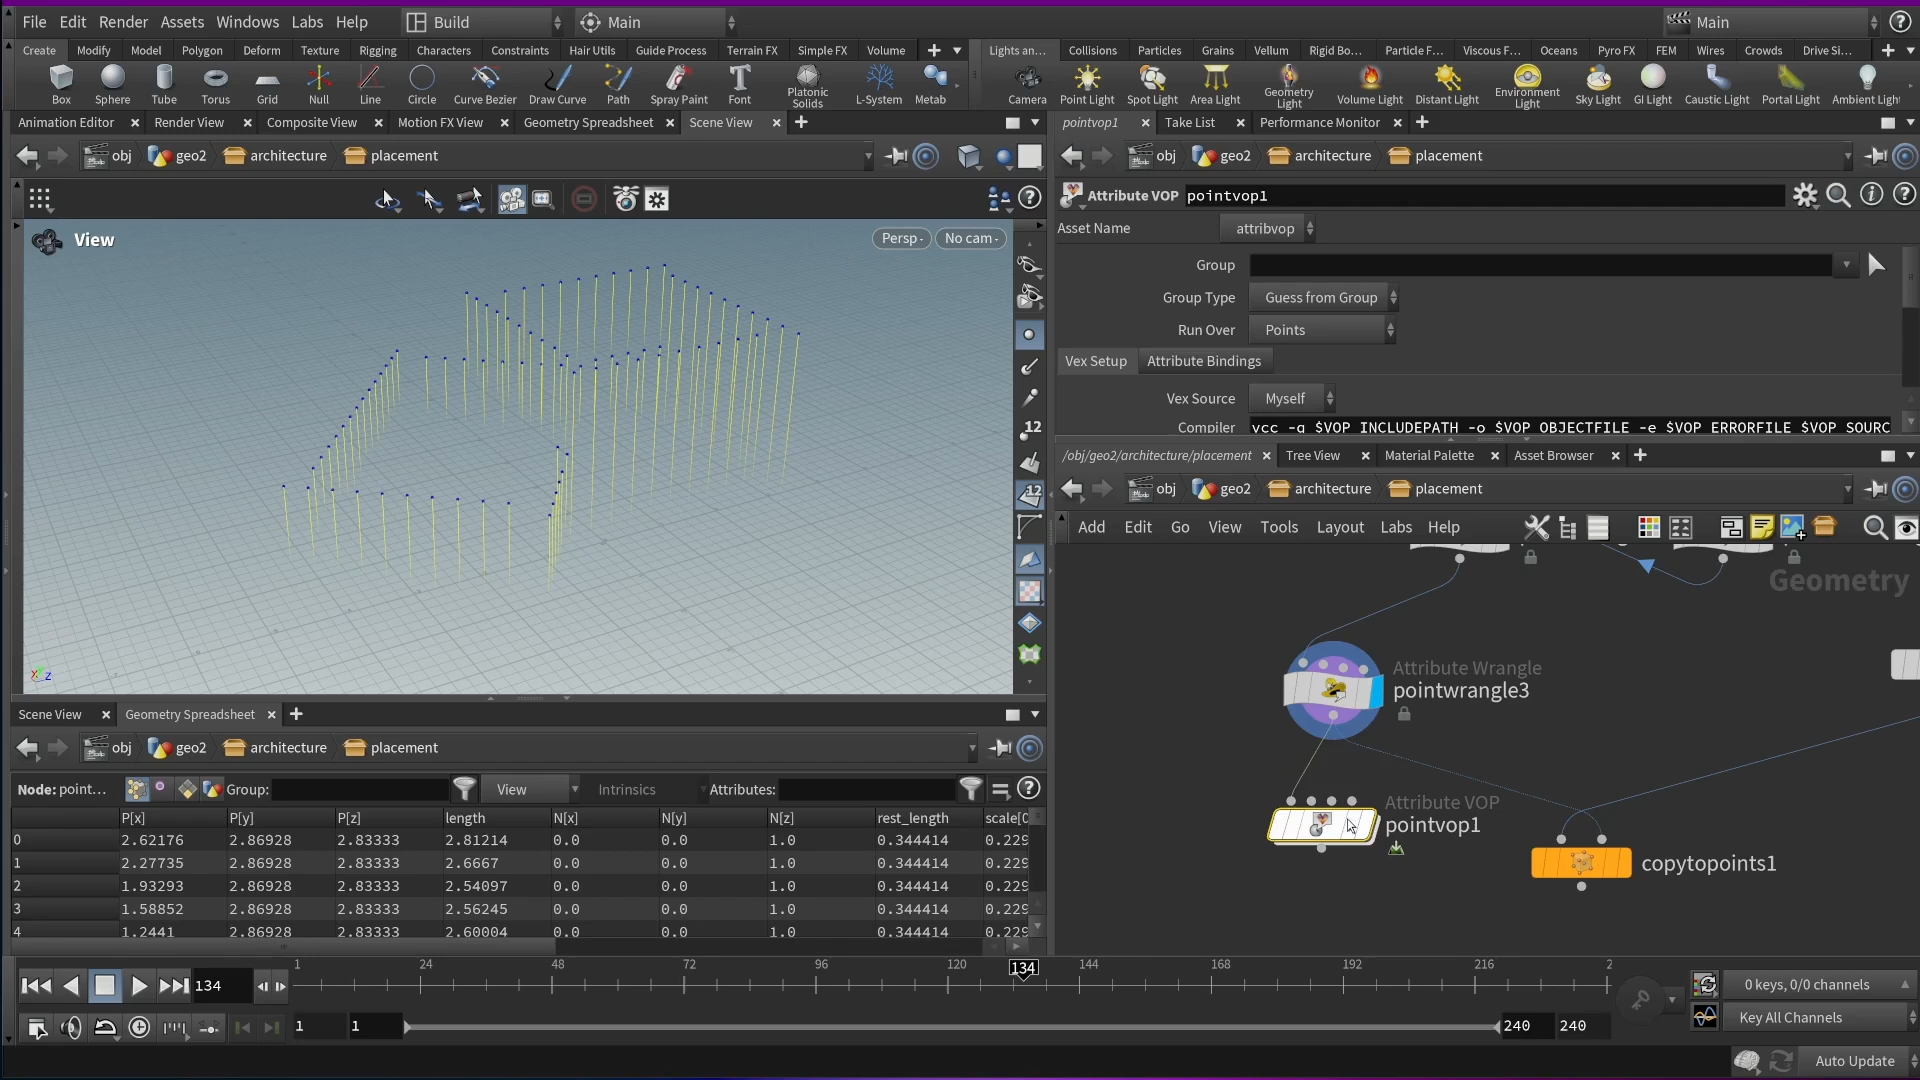 File Edit Render Assets Windows Labs Help Build Main Main
Create Modify Model Polygon Deform Texture Rigging Characters Constraints Hair Utils Guide Process Terrain FX Simple FX Volume Lights an... Collisions Particles Grains Vellum Rigid Bo... Particle F... Viscous F... Oceans Pyro FX FEM Wires Crowds Drive Si...
Box Sphere Tube Torus Grid Null Line Circle Curve Bezier Draw Curve Path Spray Paint Font Platonic Solids L-System Metab Camera Point Light Spot Light Area Light Geometry Light Volume Light Distant Light Environment Light Sky Light GI Light Caustic Light Portal Light Ambient Light
Animation Editor Render View Composite View Motion FX View Geometry Spreadsheet Scene View pointvop1 Take List Performance Monitor
obj geo2 architecture placement obj geo2 architecture placement
Attribute VOP pointvop1
Asset Name attribvop
View Persp No cam
Group
Group Type Guess from Group
Run Over Points
Vex Setup Attribute Bindings
Vex Source Myself
Compiler vcc -q $VOP_INCLUDEPATH -o $VOP_OBJECTFILE -e $VOP_ERRORFILE $VOP_SOURC
12
12
x z
/obj/geo2/architecture/placement Tree View Material Palette Asset Browser
obj geo2 architecture placement
Add Edit Go View Tools Layout Labs Help
Geometry
Attribute Wrangle
pointwrangle3
Attribute VOP
pointvop1
copytopoints1
Scene View Geometry Spreadsheet
obj geo2 architecture placement
Node: point... Group: View Intrinsics Attributes:
P[x] P[y] P[z] length N[x] N[y] N[z] rest_length scale[0
0 2.62176 2.86928 2.83333 2.81214 0.0 0.0 1.0 0.344414 0.229
1 2.27735 2.86928 2.83333 2.6667 0.0 0.0 1.0 0.344414 0.229
2 1.93293 2.86928 2.83333 2.54097 0.0 0.0 1.0 0.344414 0.229
3 1.58852 2.86928 2.83333 2.56245 0.0 0.0 1.0 0.344414 0.229
4 1.2441 2.86928 2.83333 2.60004 0.0 0.0 1.0 0.344414 0.229
134 1 24 48 72 96 120 134 144 168 192 216 2 0 keys, 0/0 channels
1 1 240 240 Key All Channels
Auto Update